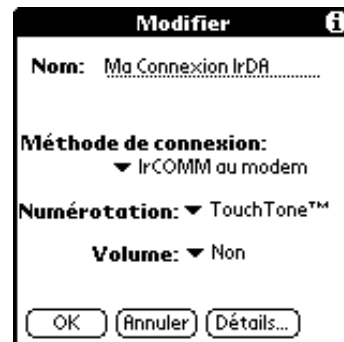 Modifier
Nom: Ma Connexion IrDA
Méthode de connexion:
IrCOMM au modem
Numérotation: TouchTone™
Volume: Non
OK Annuler Détails...